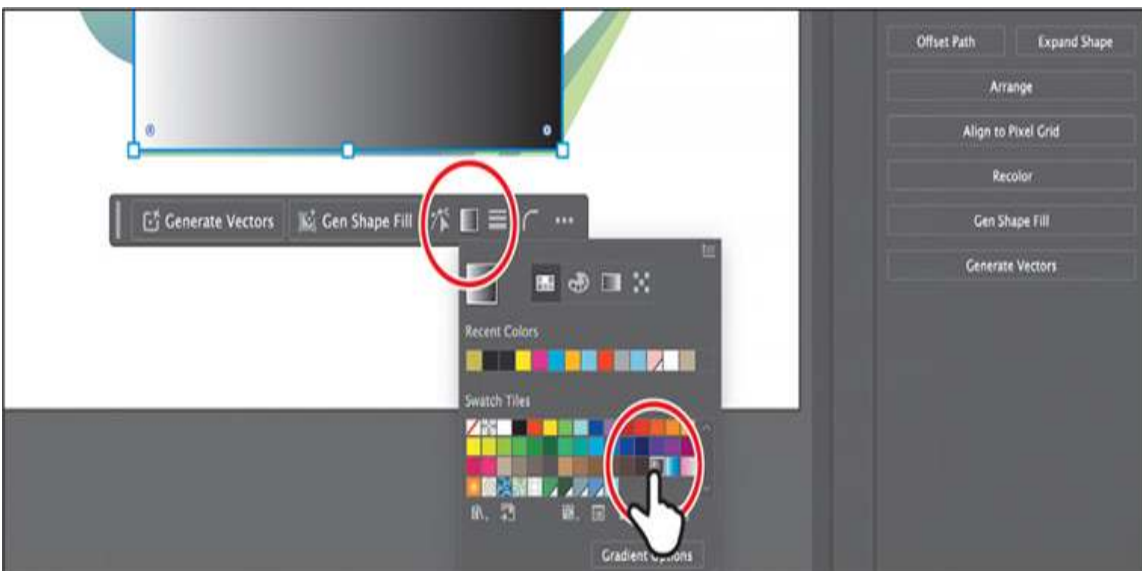 Offset Path
Expand Shape
Arrange
Align to Pixel Grid
Recolor
Gen Shape Fill
Generate Vectors
Generate Vectors
Gen Shape Fill
Recent Colors
Swatch Tiles
Gradient Options